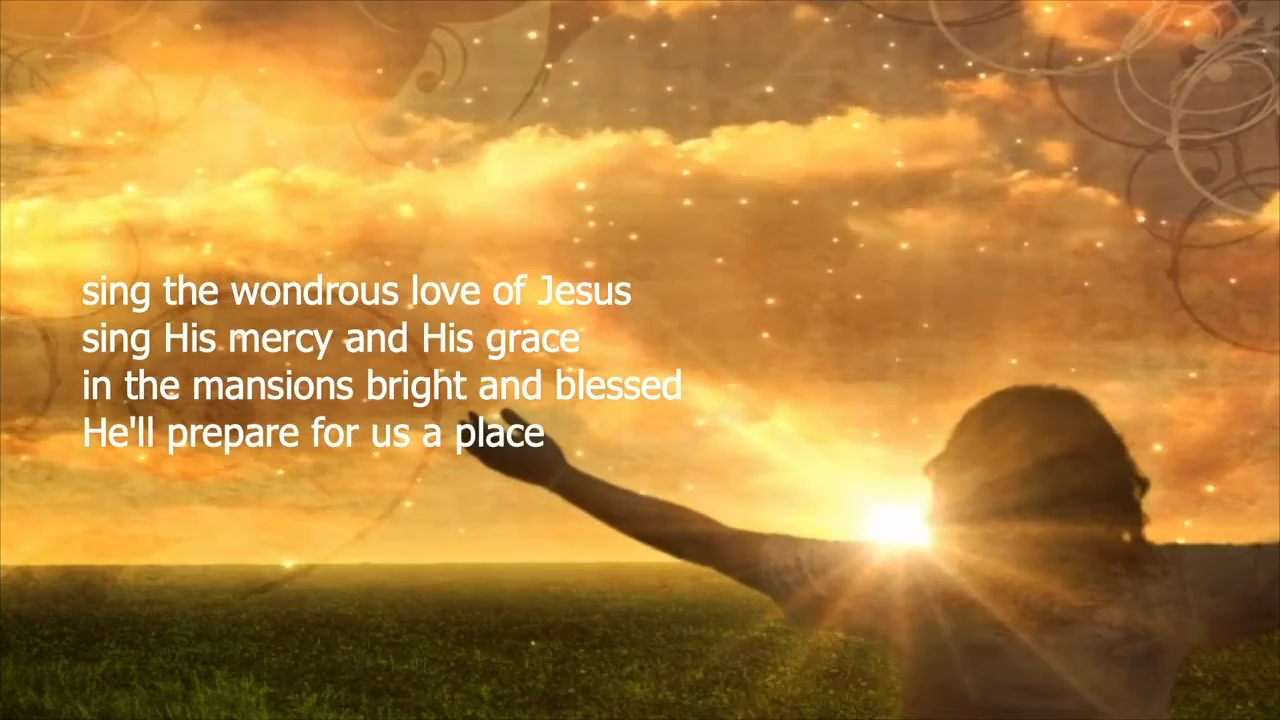 sing the wondrous love of Jesus
sing His mercy and His grace
in the mansions bright and blessed
He'll prepare for us a place